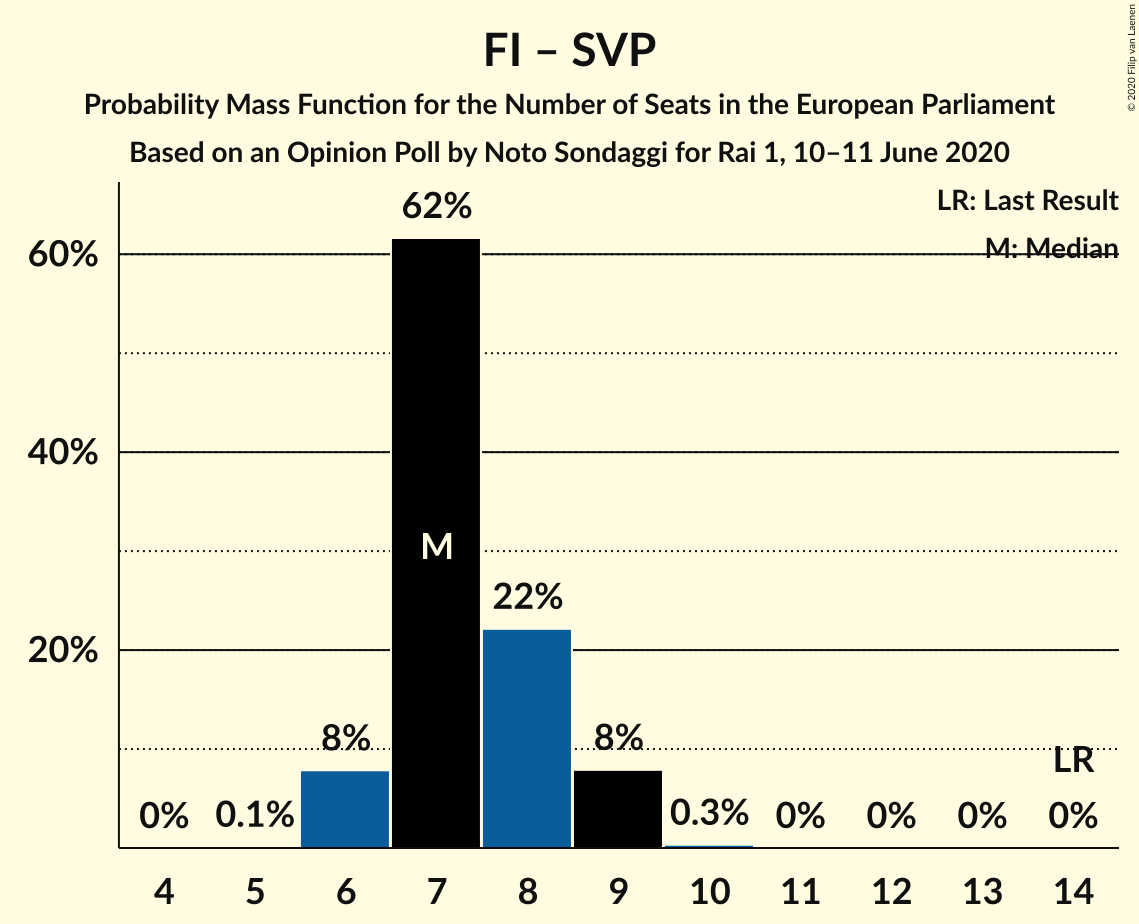 FI – SVP
Probability Mass Function for the Number of Seats in the European Parliament
Based on an Opinion Poll by Noto Sondaggi for Rai 1, 10–11 June 2020
© 2020 Filip van Laenen
LR: Last Result
M: Median
60%
40%
20%
0%
0.1%
8%
62%
M
22%
8%
0.3%
0%
0%
0%
LR
0%
4 5 6 7 8 9 10 11 12 13 14